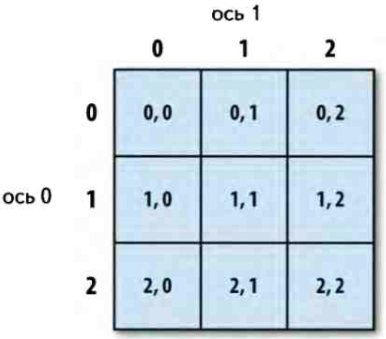 ось 1
0 1 2
0 0, 0 0, 1 0, 2
ось 0 1 1, 0 1, 1 1, 2
2 2, 0 2, 1 2, 2